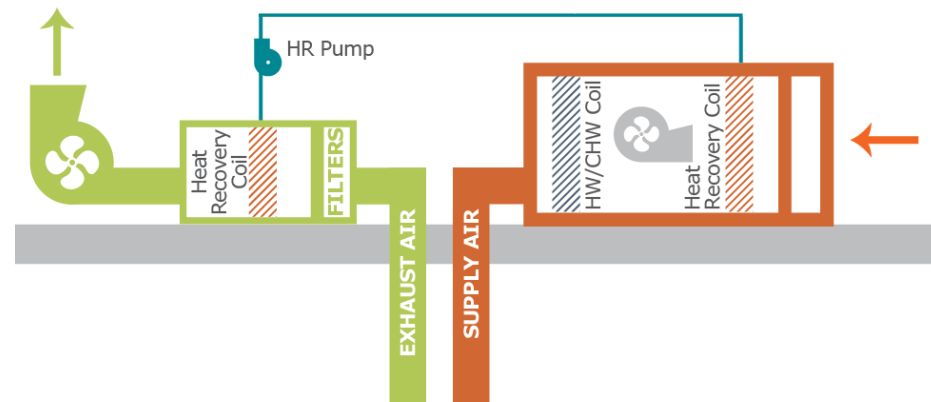 HR Pump
Heat
Recovery
Coil
FILTERS
HW/CHW Coil
Heat
Recovery Coil
EXHAUST AIR
SUPPLY AIR